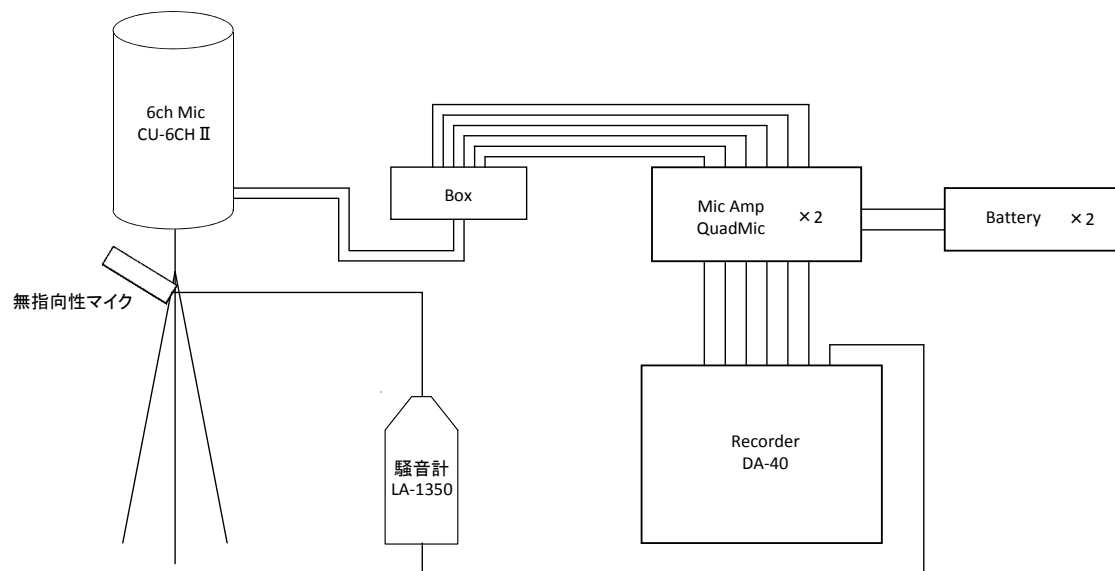 6ch Mic
CU-6CH Ⅱ
無指向性マイク
Box
Mic Amp ×2
QuadMic
Battery ×2
騒音計
LA-1350
Recorder
DA-40